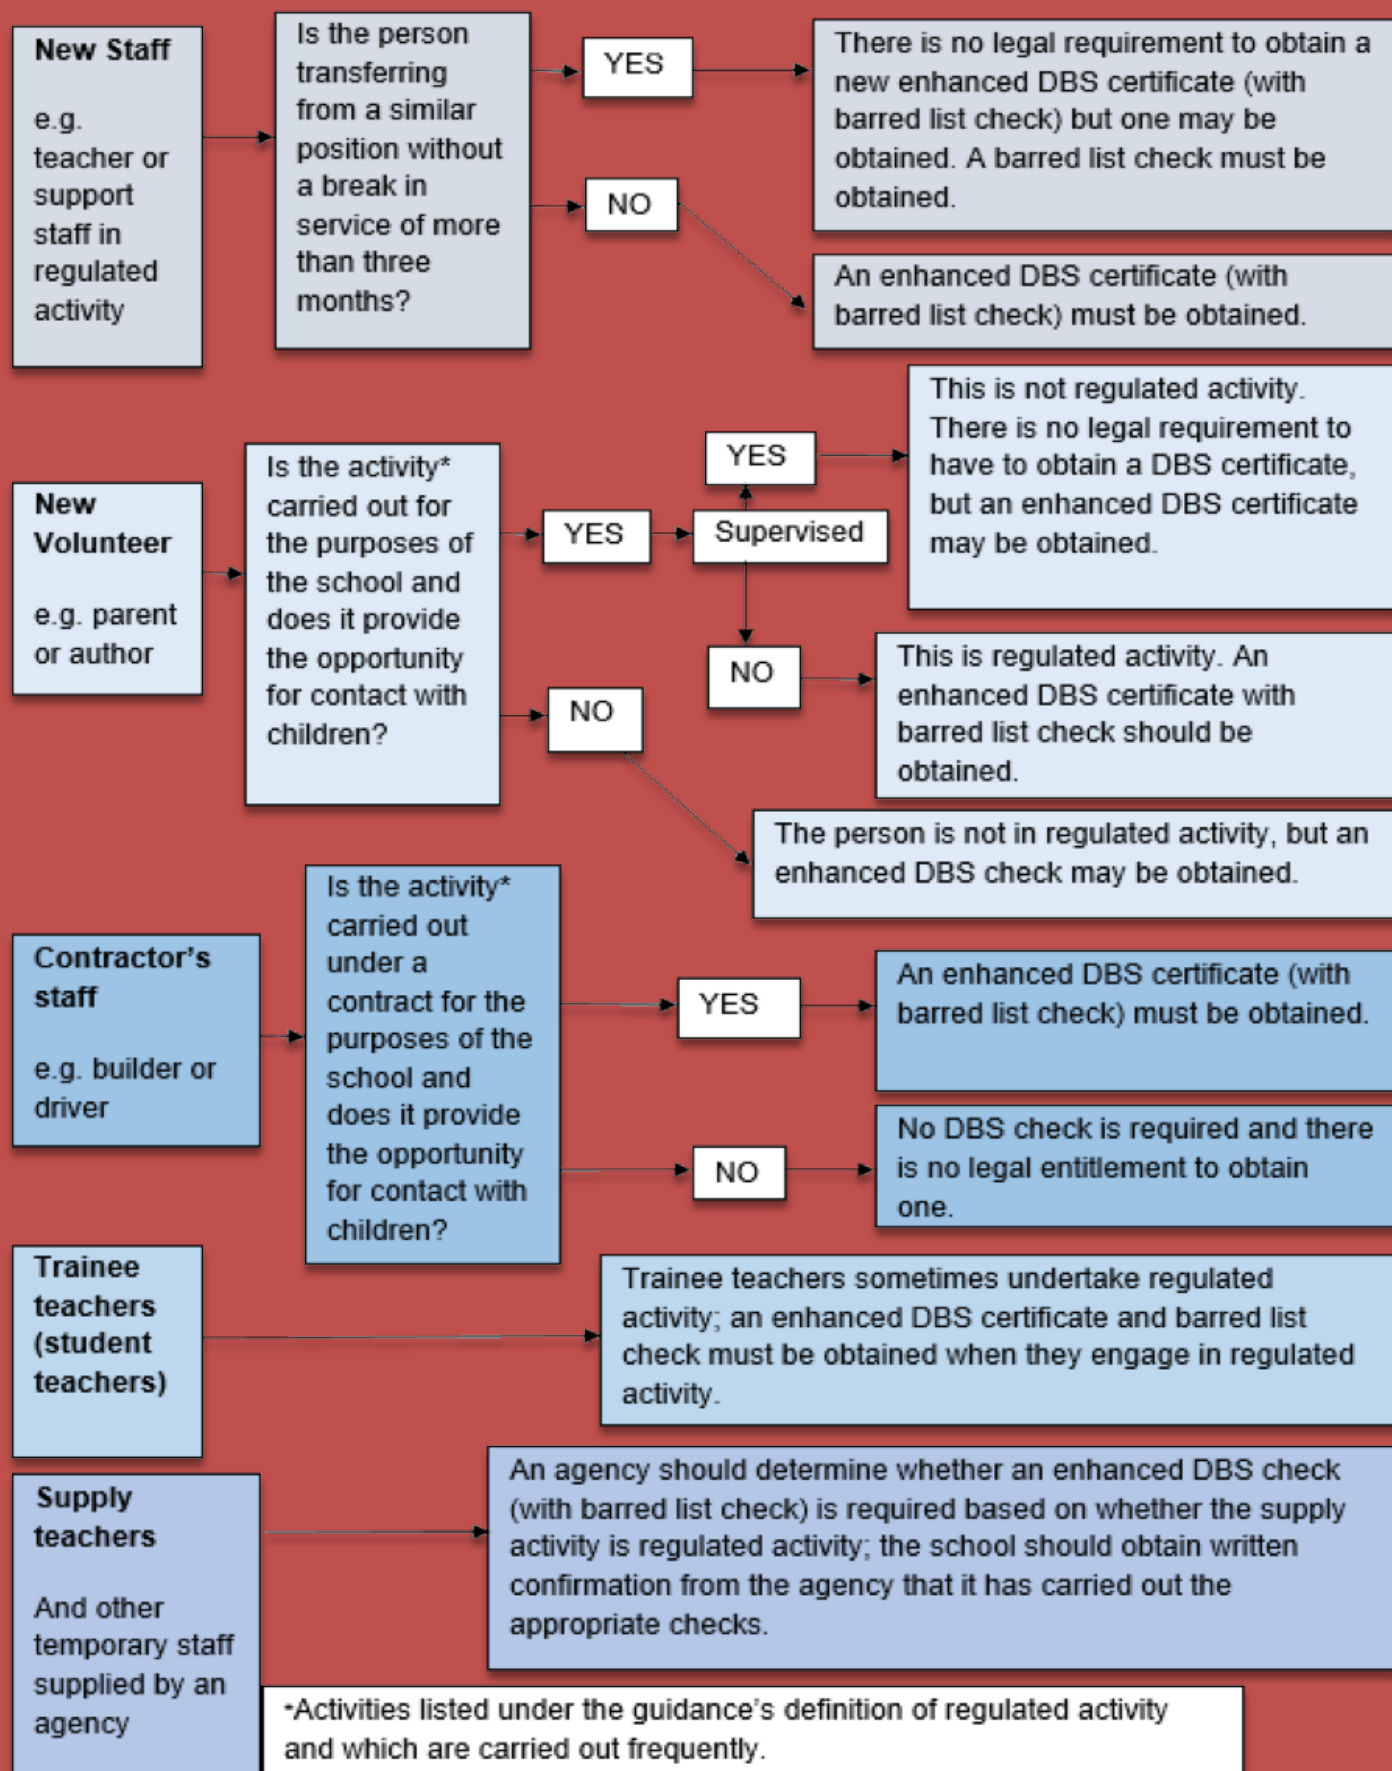 New Staff
e.g.
teacher or
support
staff in
regulated
activity
Is the person
transferring
from a similar
position without
a break in
service of more
than three
months?
YES
There is no legal requirement to obtain a
new enhanced DBS certificate (with
barred list check) but one may be
obtained. A barred list check must be
obtained.
NO
An enhanced DBS certificate (with
barred list check) must be obtained.
New
Volunteer
e.g. parent
or author
Is the activity*
carried out for
the purposes of
the school and
does it provide
the opportunity
for contact with
children?
YES
Supervised
YES
This is not regulated activity.
There is no legal requirement to
have to obtain a DBS certificate,
but an enhanced DBS certificate
may be obtained.
NO
This is regulated activity. An
enhanced DBS certificate with
barred list check should be
obtained.
NO
The person is not in regulated activity, but an
enhanced DBS check may be obtained.
Contractor's
staff
e.g. builder or
driver
Is the activity*
carried out
under a
contract for the
purposes of the
school and
does it provide
the opportunity
for contact with
children?
YES
An enhanced DBS certificate (with
barred list check) must be obtained.
NO
No DBS check is required and there
is no legal entitlement to obtain
one.
Trainee
teachers
(student
teachers)
Trainee teachers sometimes undertake regulated
activity; an enhanced DBS certificate and barred list
check must be obtained when they engage in regulated
activity.
Supply
teachers
And other
temporary staff
supplied by an
agency
An agency should determine whether an enhanced DBS check
(with barred list check) is required based on whether the supply
activity is regulated activity; the school should obtain written
confirmation from the agency that it has carried out the
appropriate checks.
*Activities listed under the guidance's definition of regulated activity
and which are carried out frequently.